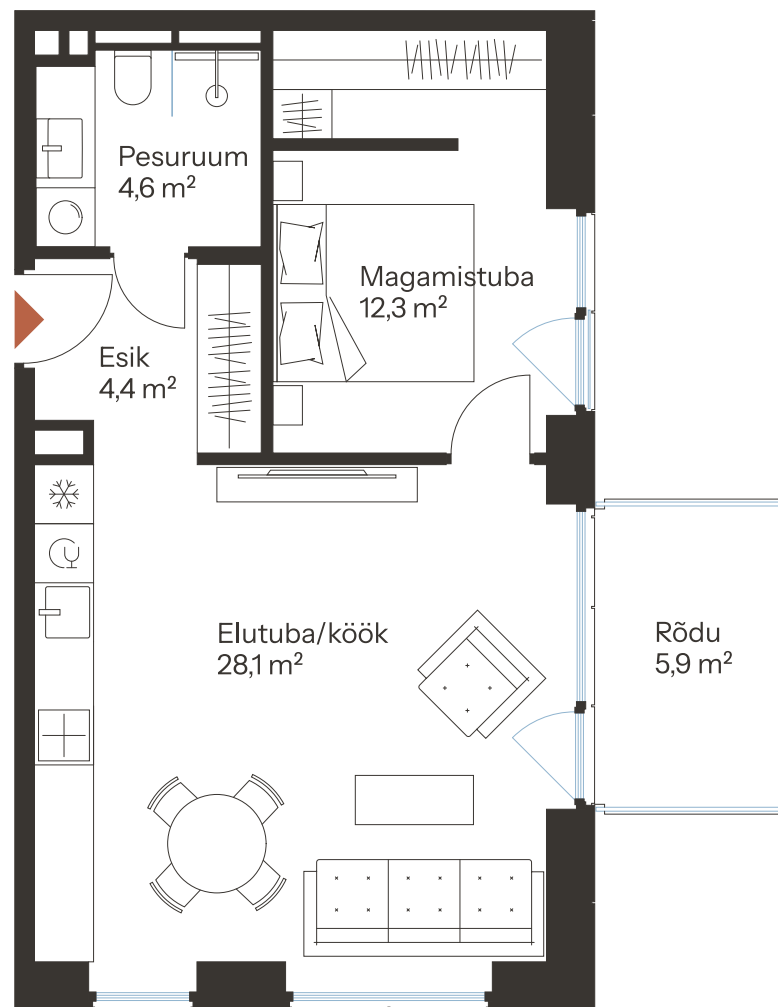 Pesuruum
4,6 m²
Magamistuba
12,3 m²
Esik
4,4 m²
Elutuba/köök
28,1 m²
Rõdu
5,9 m²